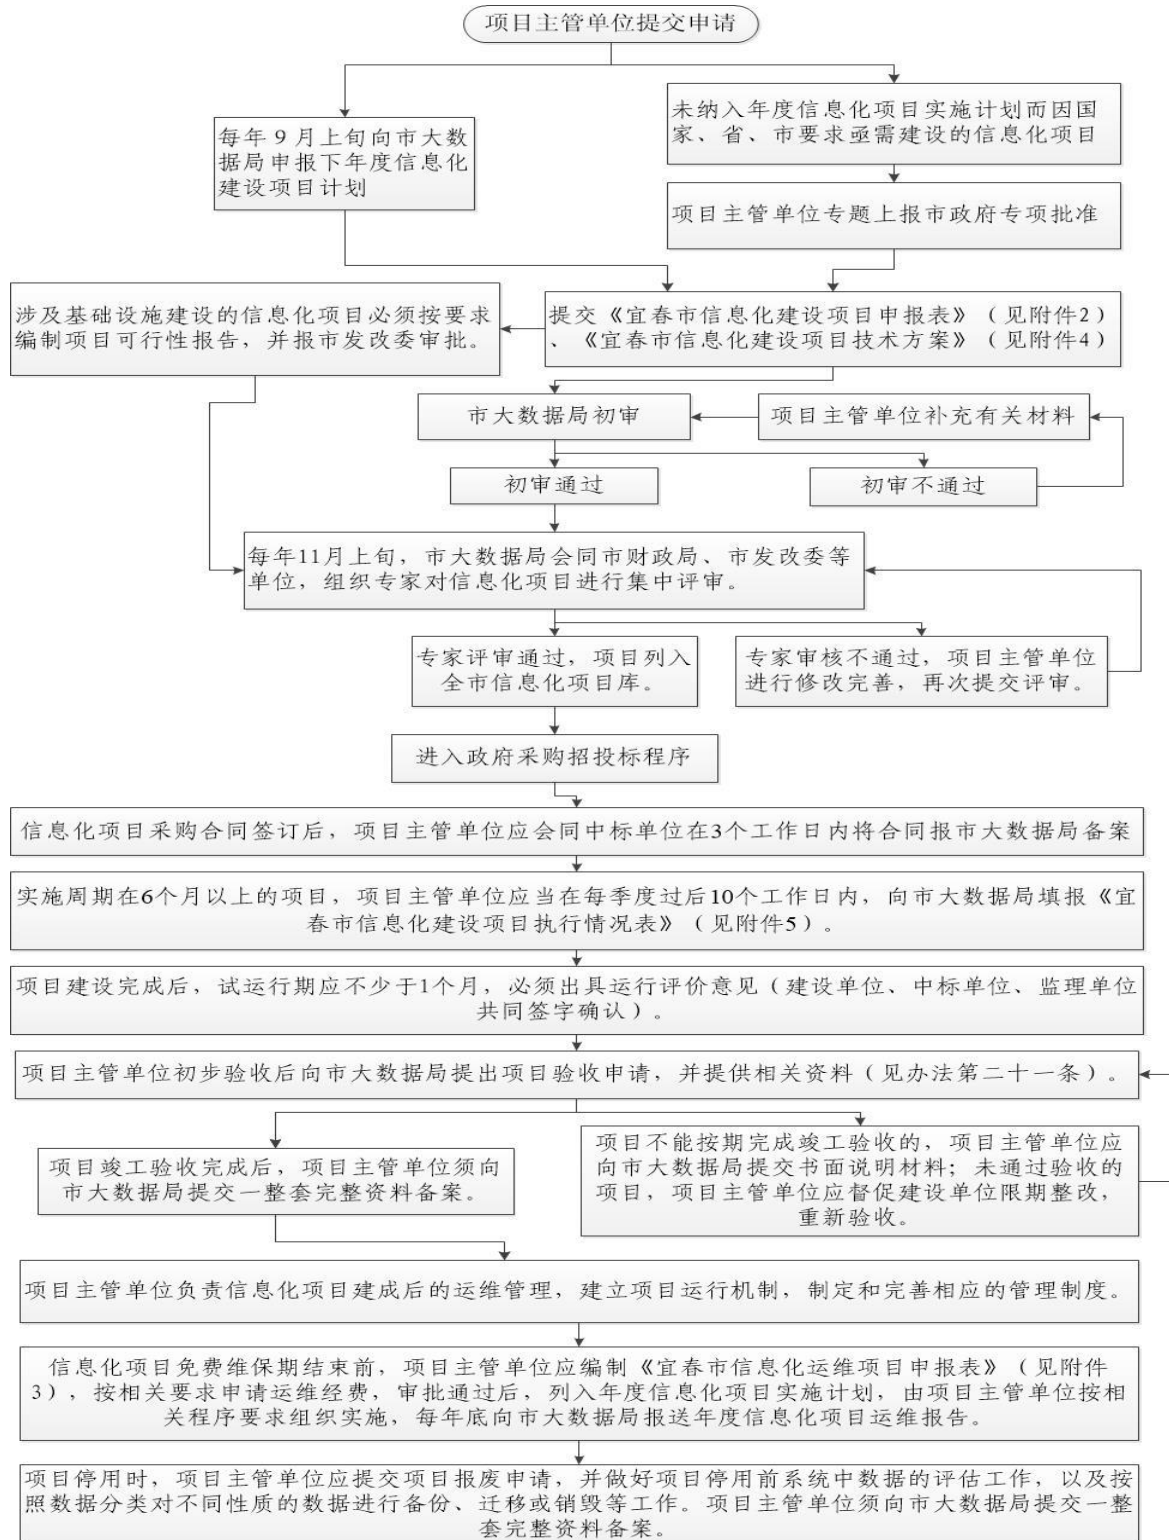 项目主管单位提交申请
未纳入年度信息化项目实施计划而因国
家、省、市要求亟需建设的信息化项目
每年 9 月上旬向市大数
据局申报下年度信息化
建设项目计划
项目主管单位专题上报市政府专项批准
涉及基础设施建设的信息化项目必须按要求
编制项目可行性报告，并报市发改委审批。
提交《宜春市信息化建设项目申报表》（见附件2）
、《宜春市信息化建设项目技术方案》（见附件4）
市大数据局初审
项目主管单位补充有关材料
初审通过
初审不通过
每年11月上旬，市大数据局会同市财政局、市发改委等
单位，组织专家对信息化项目进行集中评审。
专家评审通过，项目列入
全市信息化项目库。
专家审核不通过，项目主管单位
进行修改完善，再次提交评审。
进入政府采购招投标程序
信息化项目采购合同签订后，项目主管单位应会同中标单位在3个工作日内将合同报市大数据局备案
实施周期在6个月以上的项目，项目主管单位应当在每季度过后10个工作日内，向市大数据局填报《宜
春市信息化建设项目执行情况表》（见附件5）。
项目建设完成后，试运行期应不少于1个月，必须出具运行评价意见（建设单位、中标单位、监理单位
共同签字确认）。
项目主管单位初步验收后向市大数据局提出项目验收申请，并提供相关资料（见办法第二十一条）。
项目竣工验收完成后，项目主管单位须向
市大数据局提交一整套完整资料备案。
项目不能按期完成竣工验收的，项目主管单位应
向市大数据局提交书面说明材料；未通过验收的
项目，项目主管单位应督促建设单位限期整改，
重新验收。
项目主管单位负责信息化项目建成后的运维管理，建立项目运行机制，制定和完善相应的管理制度。
信息化项目免费维保期结束前，项目主管单位应编制《宜春市信息化运维项目申报表》（见附件
3），按相关要求申请运维经费，审批通过后，列入年度信息化项目实施计划，由项目主管单位按相
关程序要求组织实施，每年底向市大数据局报送年度信息化项目运维报告。
项目停用时，项目主管单位应提交项目报废申请，并做好项目停用前系统中数据的评估工作，以及按
照数据分类对不同性质的数据进行备份、迁移或销毁等工作。项目主管单位须向市大数据局提交一整
套完整资料备案。